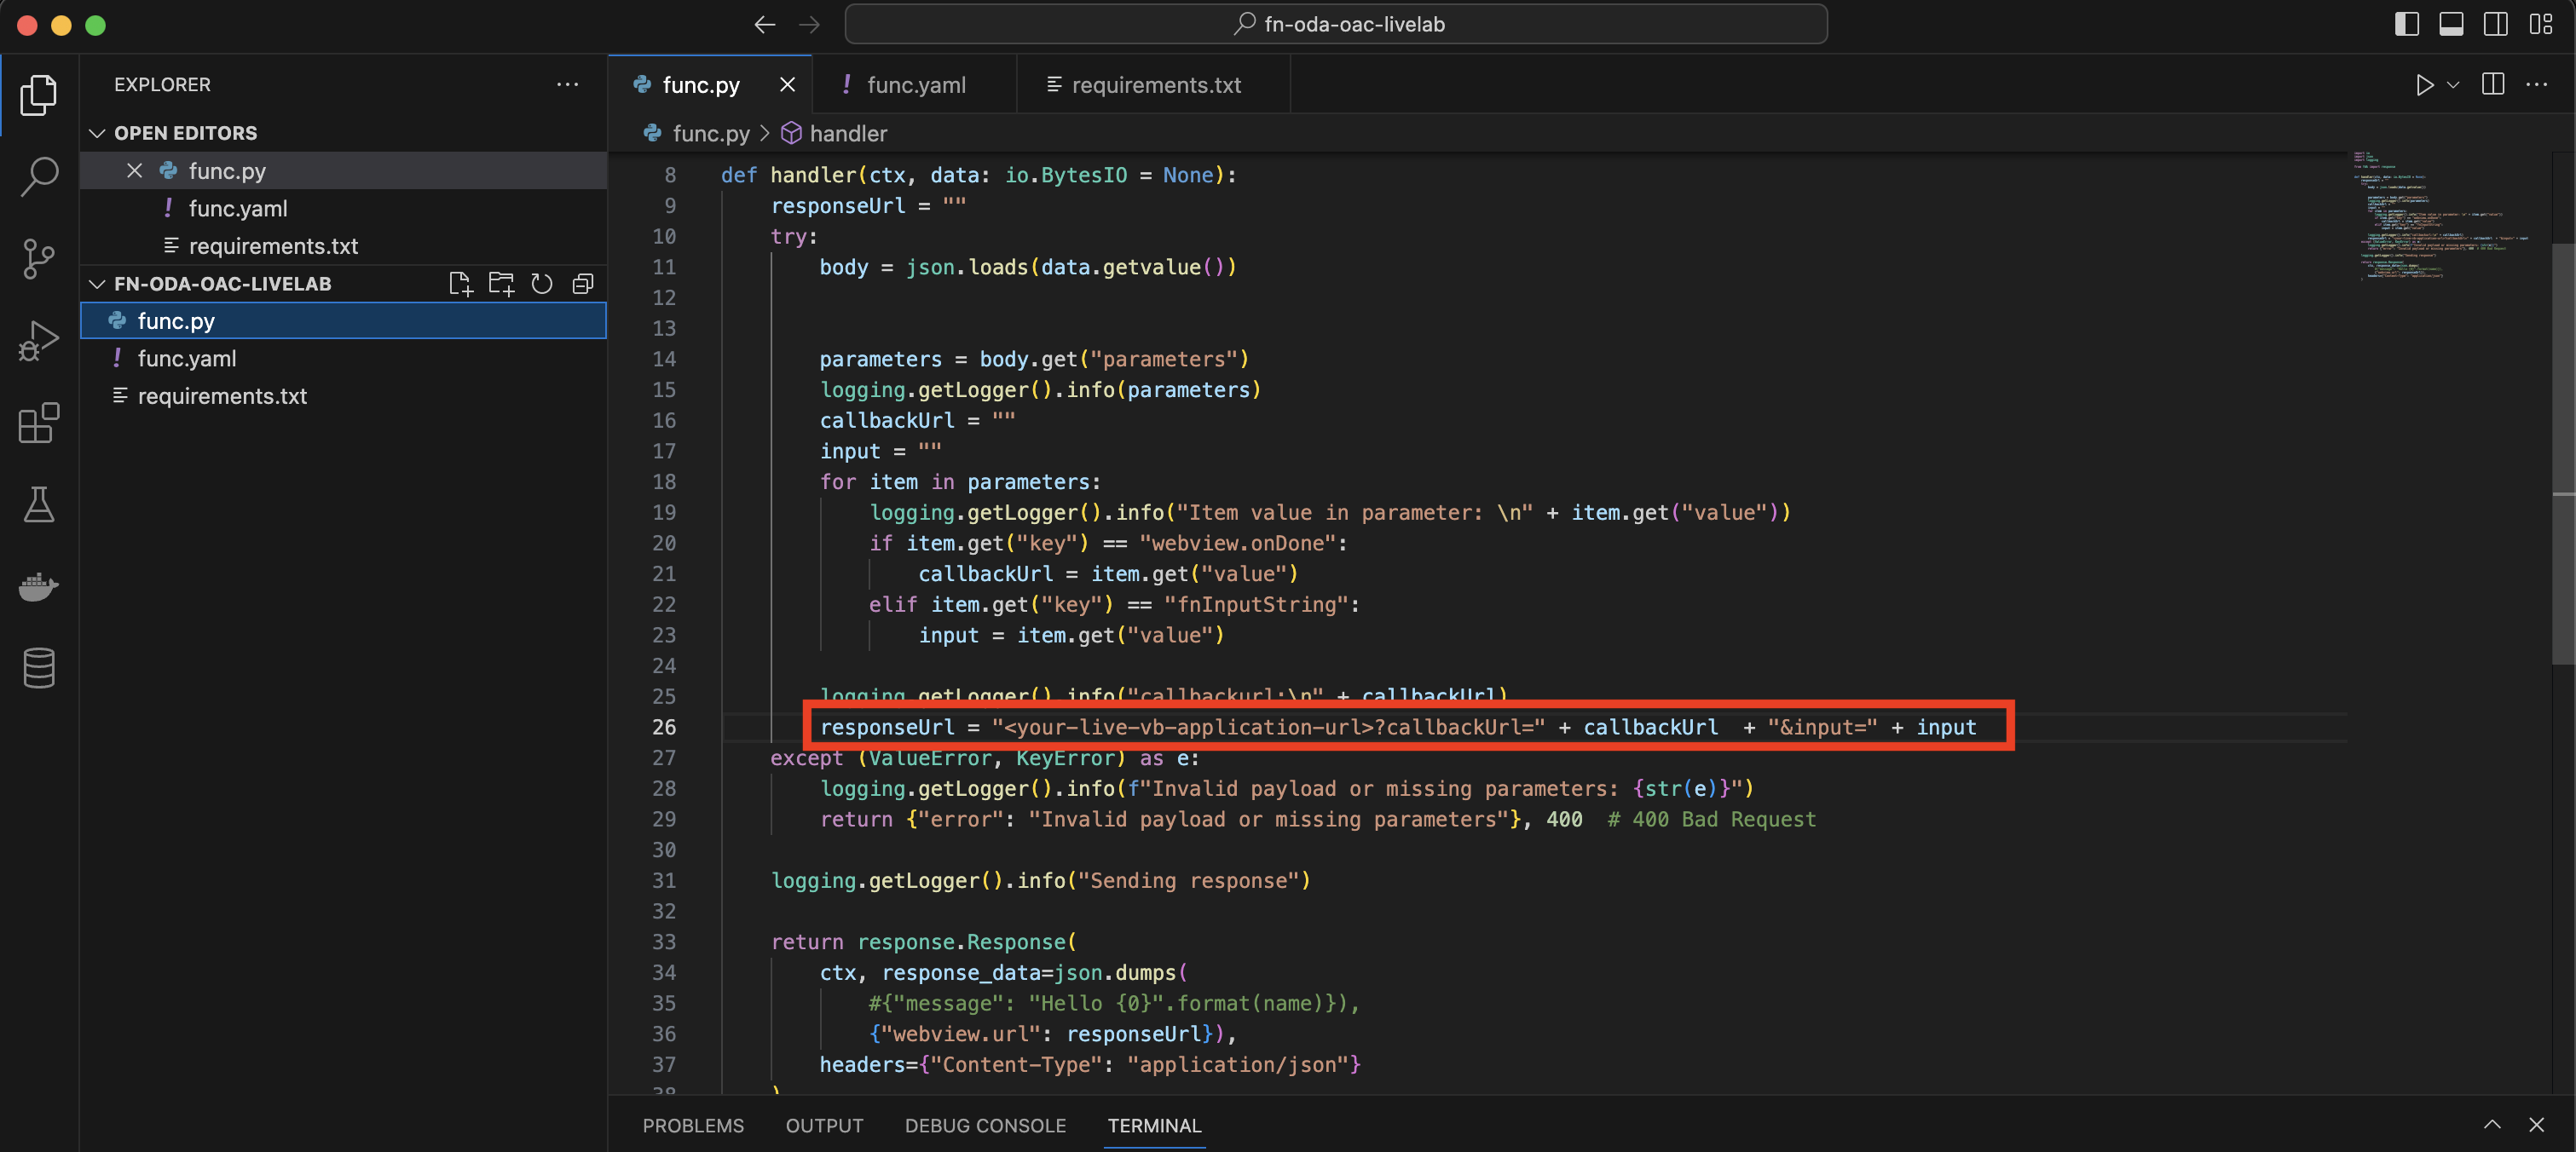 fn-oda-oac-livelab
EXPLORER
OPEN EDITORS
func.py
func.yaml
requirements.txt
FN-ODA-OAC-LIVELAB
func.py
func.yaml
requirements.txt
func.py
func.yaml
requirements.txt
func.py > handler
8 def handler(ctx, data: io.BytesIO = None):
9 responseUrl = ""
10 try:
11 body = json.loads(data.getvalue())
12
13
14 parameters = body.get("parameters")
15 logging.getLogger().info(parameters)
16 callbackUrl = ""
17 input = ""
18 for item in parameters:
19 logging.getLogger().info("Item value in parameter: \n" + item.get("value"))
20 if item.get("key") == "webview.onDone":
21 callbackUrl = item.get("value")
22 elif item.get("key") == "fnInputString":
23 input = item.get("value")
24
25 logging.getLogger().info("callbackurl:\n" + callbackUrl)
26 responseUrl = "<your-live-vb-application-url>?callbackUrl=" + callbackUrl + "&input=" + input
27 except (ValueError, KeyError) as e:
28 logging.getLogger().info(f"Invalid payload or missing parameters: {str(e)}")
29 return {"error": "Invalid payload or missing parameters"}, 400 # 400 Bad Request
30
31 logging.getLogger().info("Sending response")
32
33 return response.Response(
34 ctx, response_data=json.dumps(
35 #{"message": "Hello {0}".format(name)}),
36 {"webview.url": responseUrl}),
37 headers={"Content-Type": "application/json"}
38 )
PROBLEMS OUTPUT DEBUG CONSOLE TERMINAL